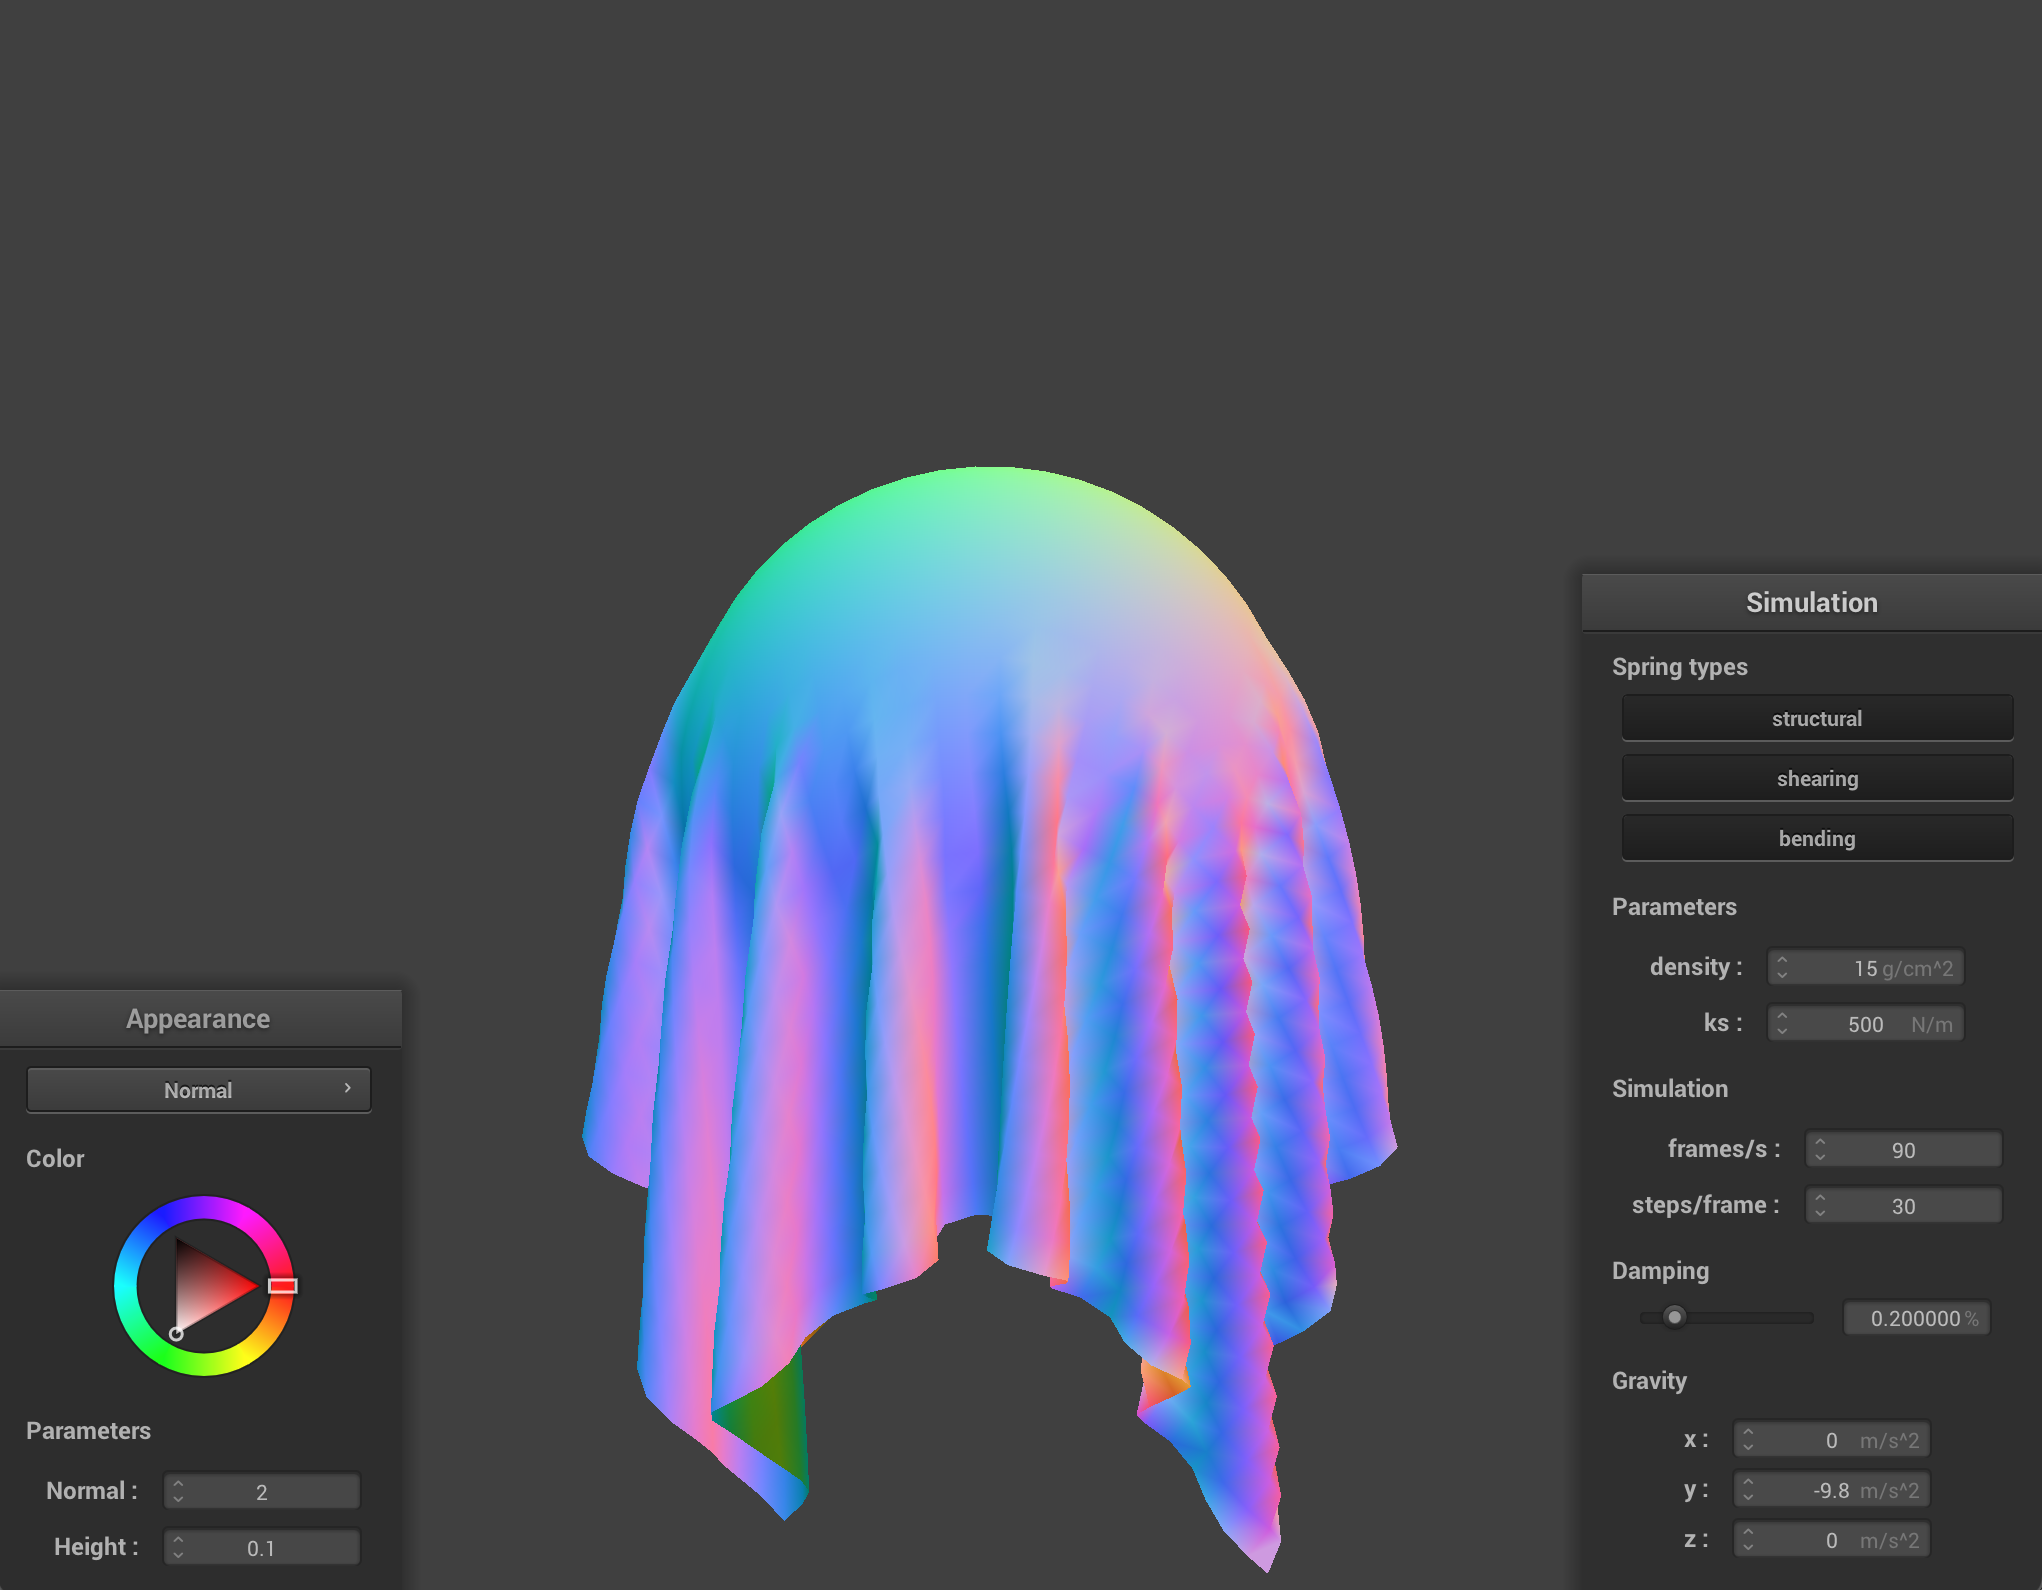 Appearance
Normal
Color
Parameters
Normal : 2
Height : 0.1
Simulation
Spring types
structural
shearing
bending
Parameters
density : 15 g/cm^2
ks : 500 N/m
Simulation
frames/s : 90
steps/frame : 30
Damping
0.200000 %
Gravity
x : 0 m/s^2
y : -9.8 m/s^2
z : 0 m/s^2